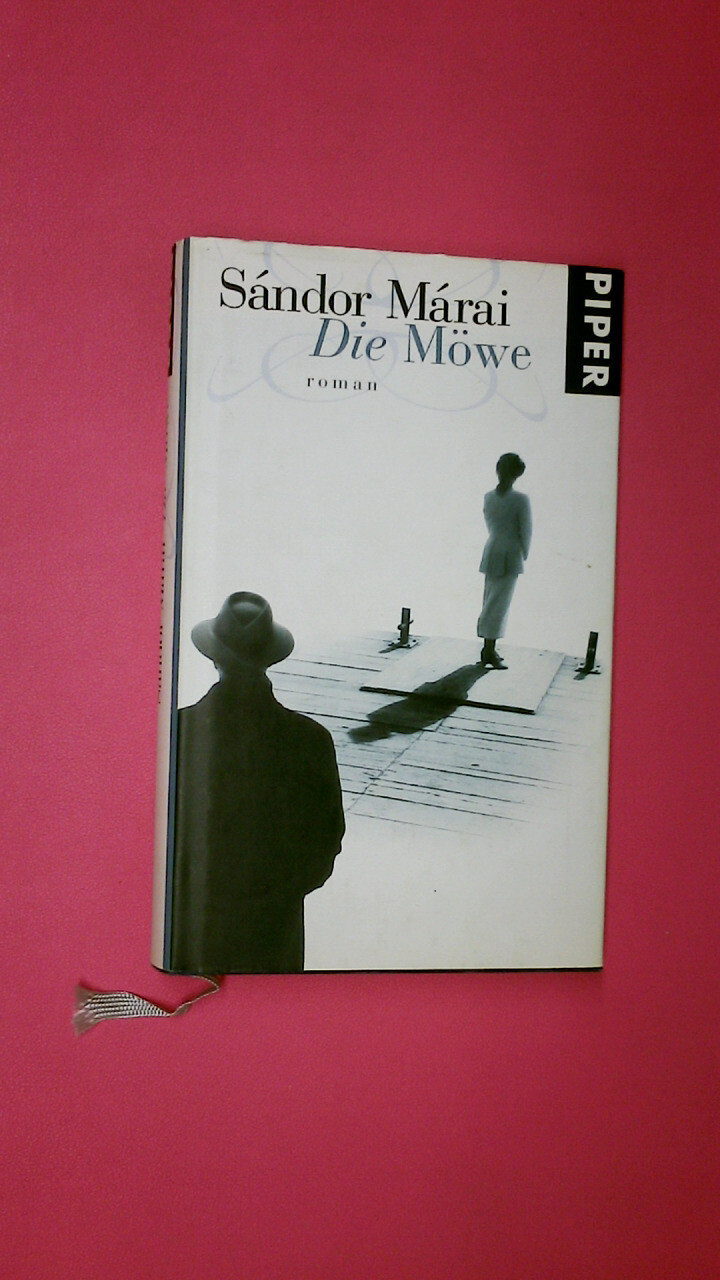 Sándor Márai
Die Möwe
roman
PIPER